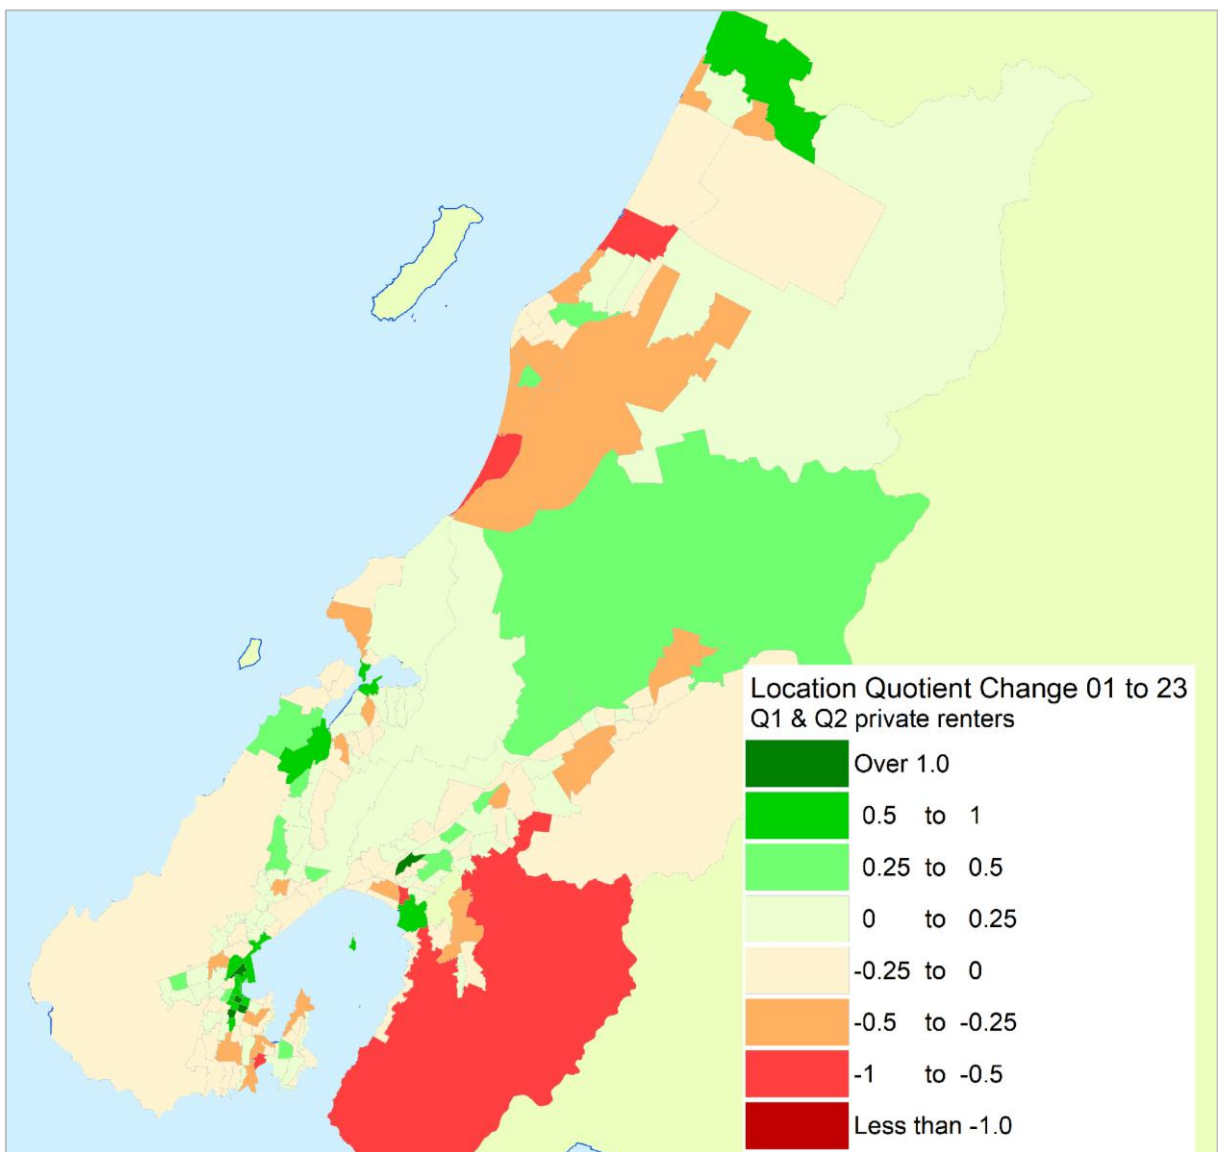 Location Quotient Change 01 to 23
Q1 & Q2 private renters
Over 1.0
0.5 to 1
0.25 to 0.5
0 to 0.25
-0.25 to 0
-0.5 to -0.25
-1 to -0.5
Less than -1.0